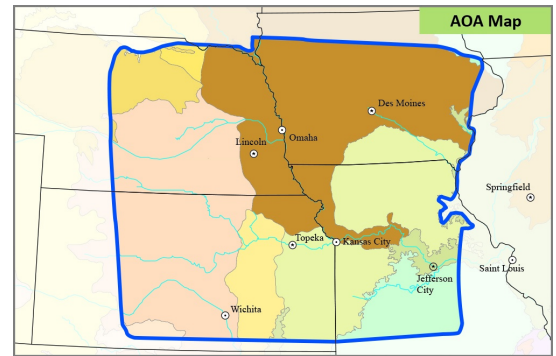 AOA Map
Des Moines
Omaha
Lincoln
Springfield
Topeka
Kansas City
Saint Louis
Jefferson
City
Wichita